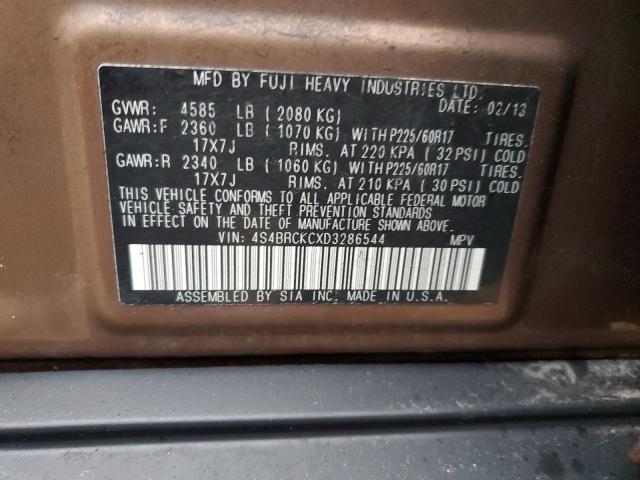 MFD BY FUJI HEAVY INDUSTRIES LTD.
DATE: 02/13
GVWR: 4585 LB ( 2080 KG)
GAWR:F 2360 LB ( 1070 KG) WITH P225/60R17 TIRES.
17X7J RIMS. AT 220 KPA ( 32 PSI) COLD
GAWR:R 2340 LB ( 1060 KG) WITH P225/60R17 TIRES.
17X7J RIMS. AT 210 KPA ( 30 PSI) COLD
THIS VEHICLE CONFORMS TO ALL APPLICABLE FEDERAL MOTOR
VEHICLE SAFETY AND THEFT PREVENTION STANDARDS
IN EFFECT ON THE DATE OF MANUFACTURE SHOWN ABOVE.
VIN: 4S4BRCKCXD3286544 MPV
ASSEMBLED BY SIA INC. MADE IN U.S.A.